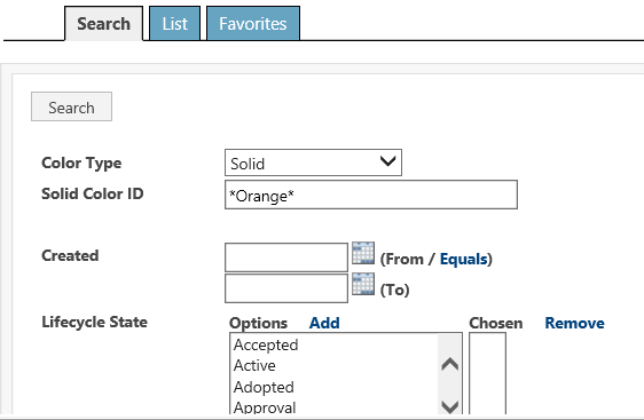 Search List Favorites
Search
Color Type Solid
Solid Color ID *Orange*
Created (From / Equals)
(To)
Lifecycle State Options Add Chosen Remove
Accepted
Active
Adopted
Approval